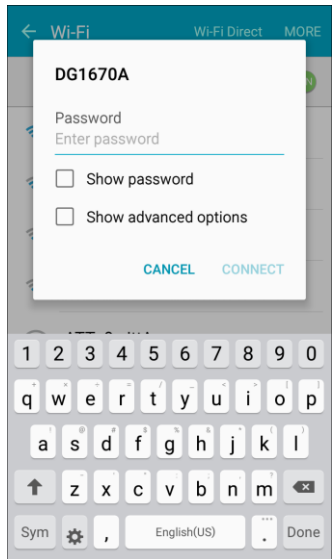 Wi-Fi Wi-Fi Direct MORE
DG1670A
Password
Enter password
Show password
Show advanced options
CANCEL CONNECT
1 2 3 4 5 6 7 8 9 0
q w e r t y u i o p
a s d f g h j k l
z x c v b n m
Sym , English(US) . Done